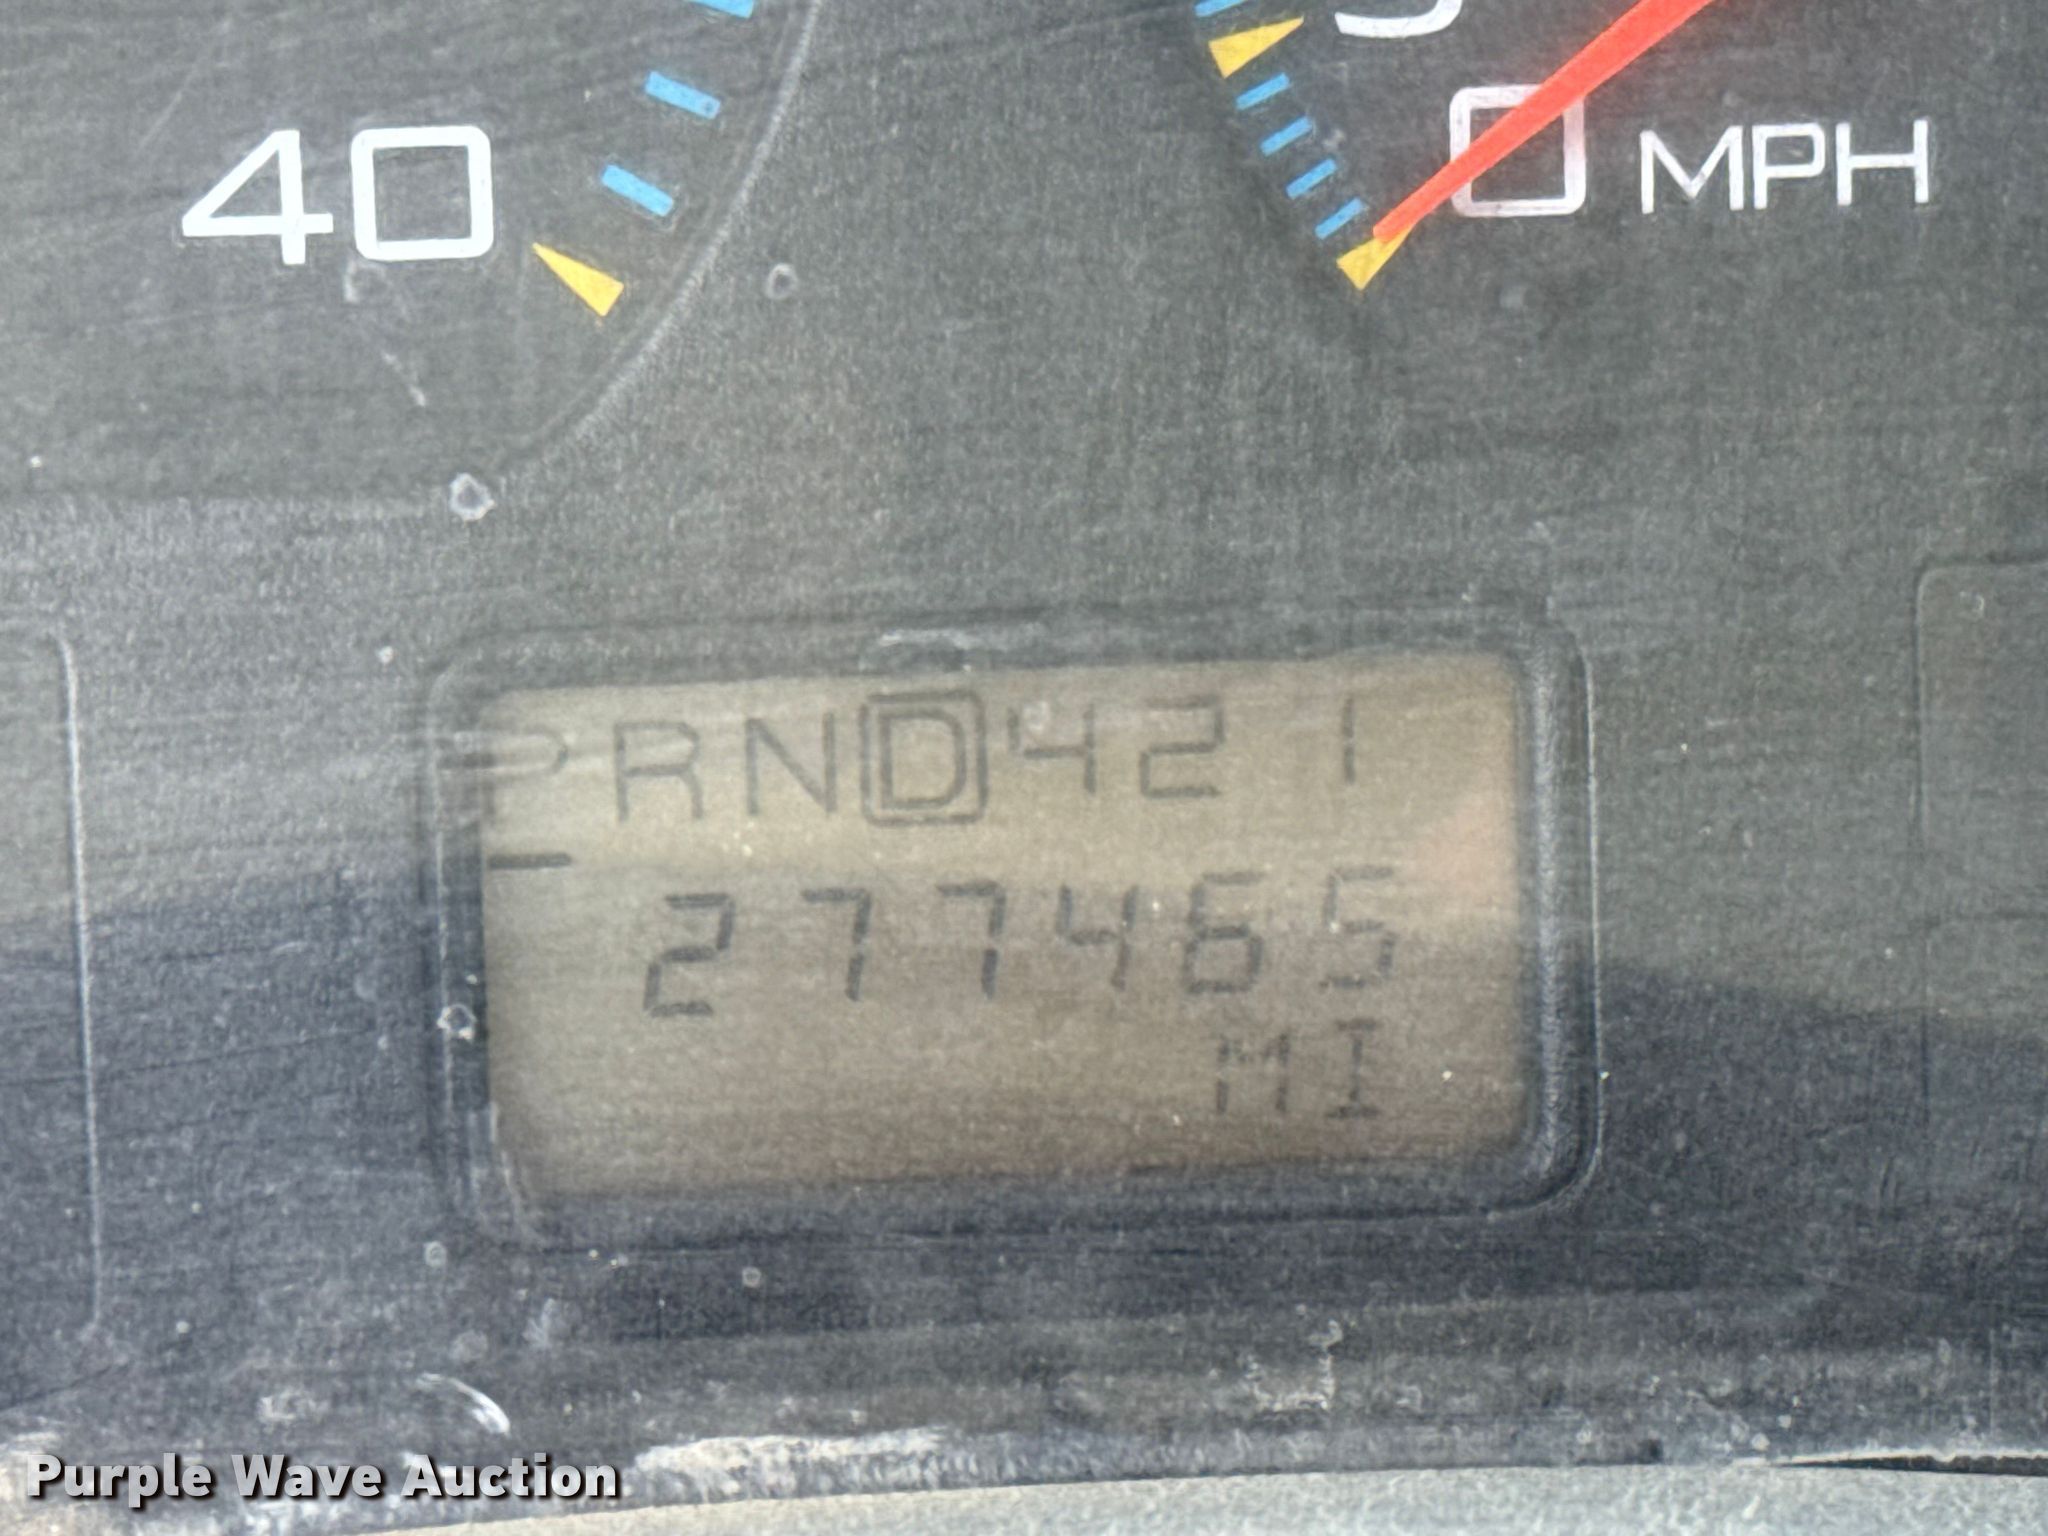 40
0 MPH
PRND421
277465
MI
Purple Wave Auction